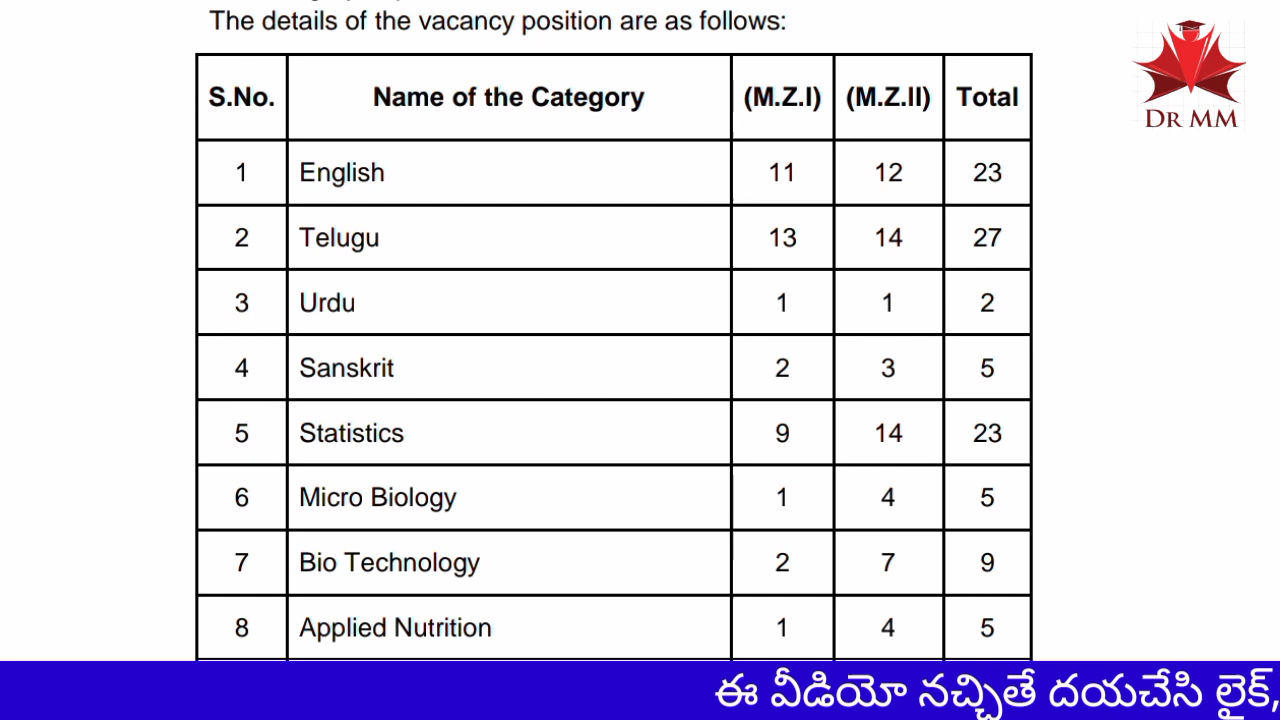 The details of the vacancy position are as follows:
DR MM
S.No. Name of the Category (M.Z.I) (M.Z.II) Total
1 English 11 12 23
2 Telugu 13 14 27
3 Urdu 1 1 2
4 Sanskrit 2 3 5
5 Statistics 9 14 23
6 Micro Biology 1 4 5
7 Bio Technology 2 7 9
8 Applied Nutrition 1 4 5
ఈ వీడియో నచ్చితే దయచేసి లైక్,